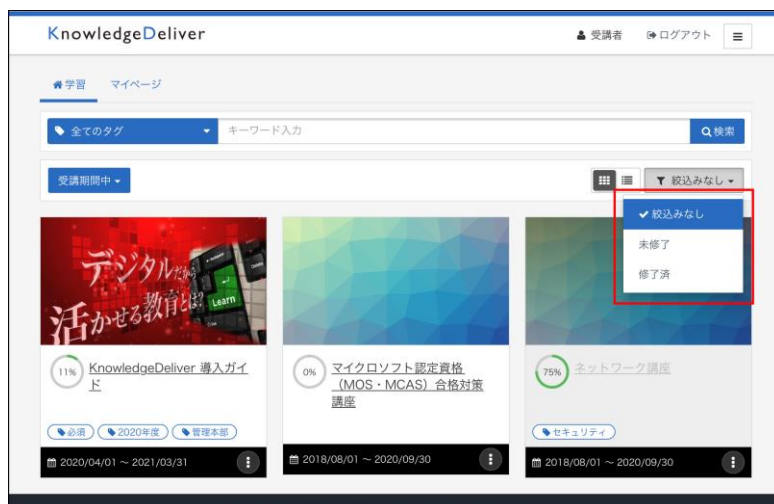 KnowledgeDeliver
受講者
ログアウト
学習
マイページ
全てのタグ
キーワード入力
検索
受講期間中
絞込みなし
絞込みなし
未修了
修了済
デジタルだから
活かせる教育とは?
Learn
11%
KnowledgeDeliver 導入ガイ
ド
0%
マイクロソフト認定資格
（MOS・MCAS）合格対策
講座
75%
ネットワーク講座
必須
2020年度
管理本部
セキュリティ
2020/04/01 ～ 2021/03/31
2018/08/01 ～ 2020/09/30
2018/08/01 ～ 2020/09/30